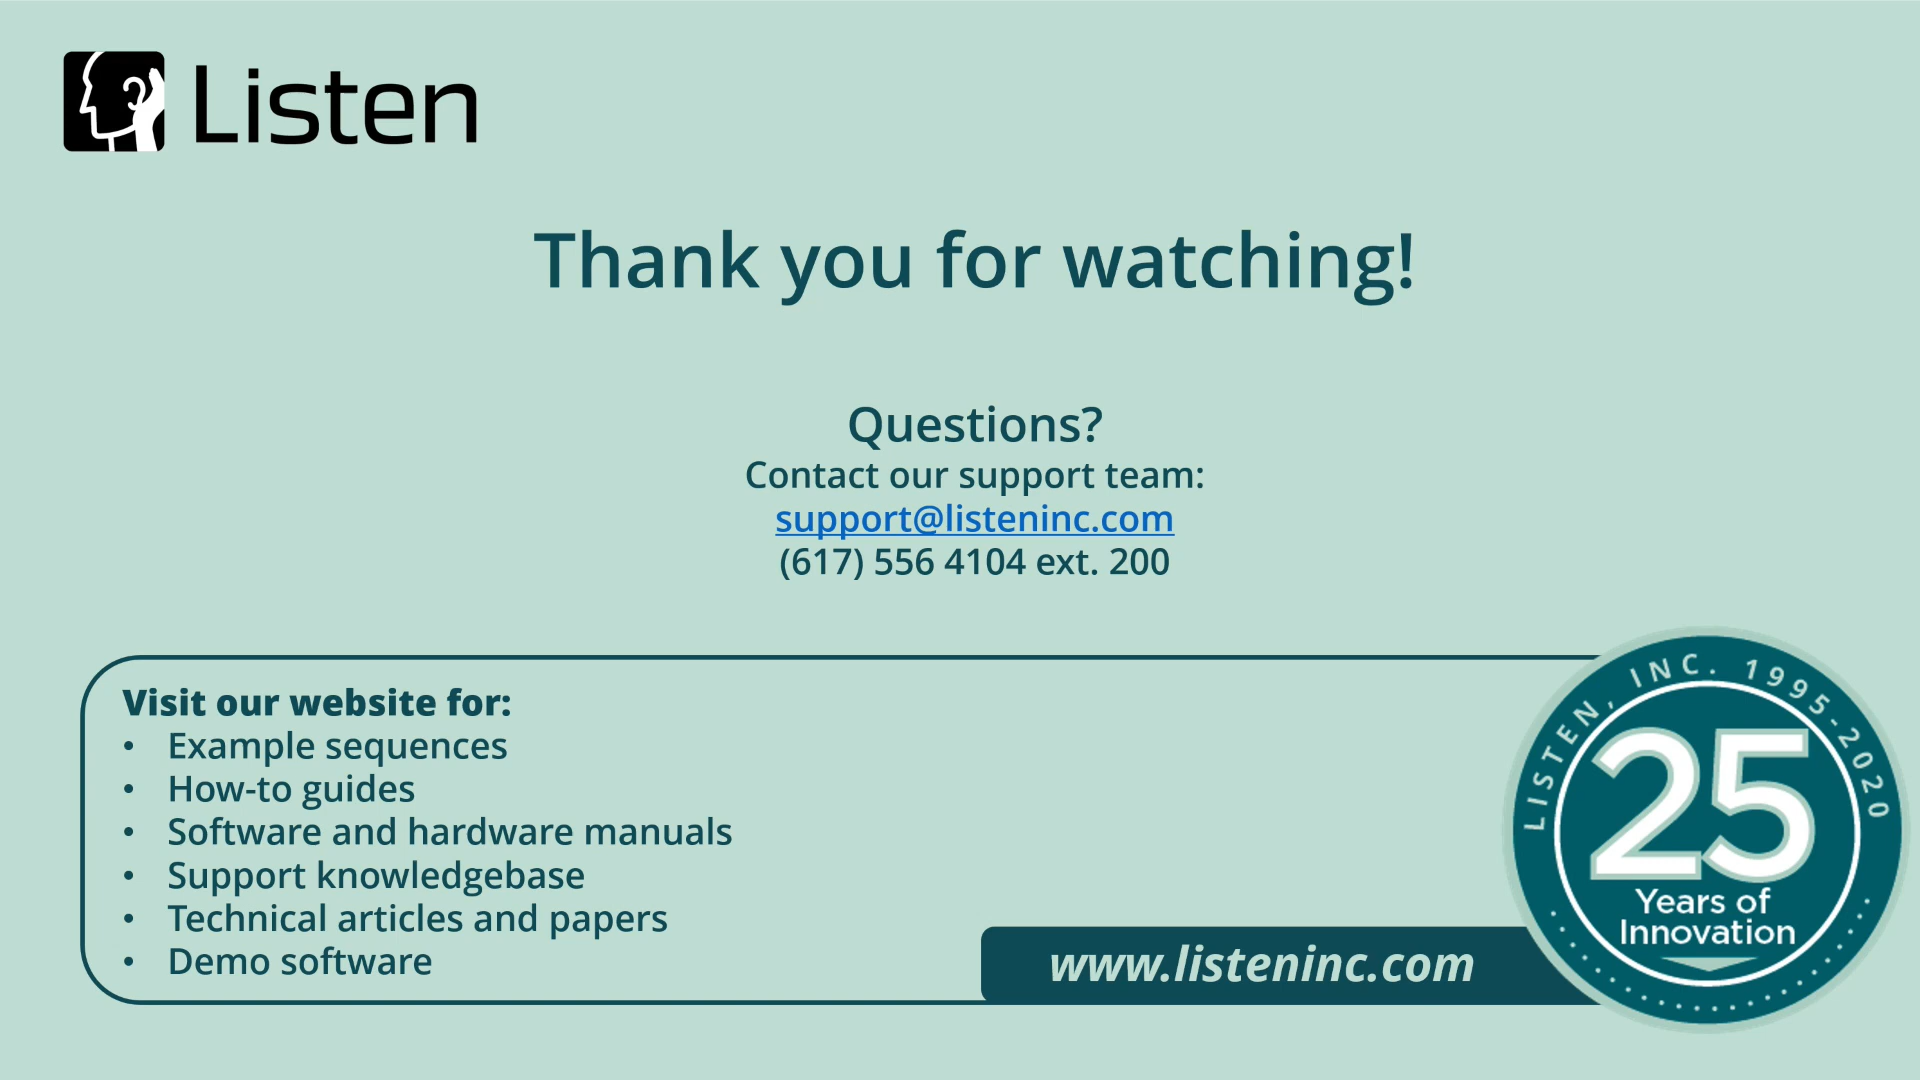 Listen
Thank you for watching!
Questions?
Contact our support team:
support@listeninc.com
(617) 556 4104 ext. 200
Visit our website for:
• Example sequences
• How-to guides
• Software and hardware manuals
• Support knowledgebase
• Technical articles and papers
• Demo software
www.listeninc.com
LISTEN, INC. 1995-2020
25
Years of
Innovation